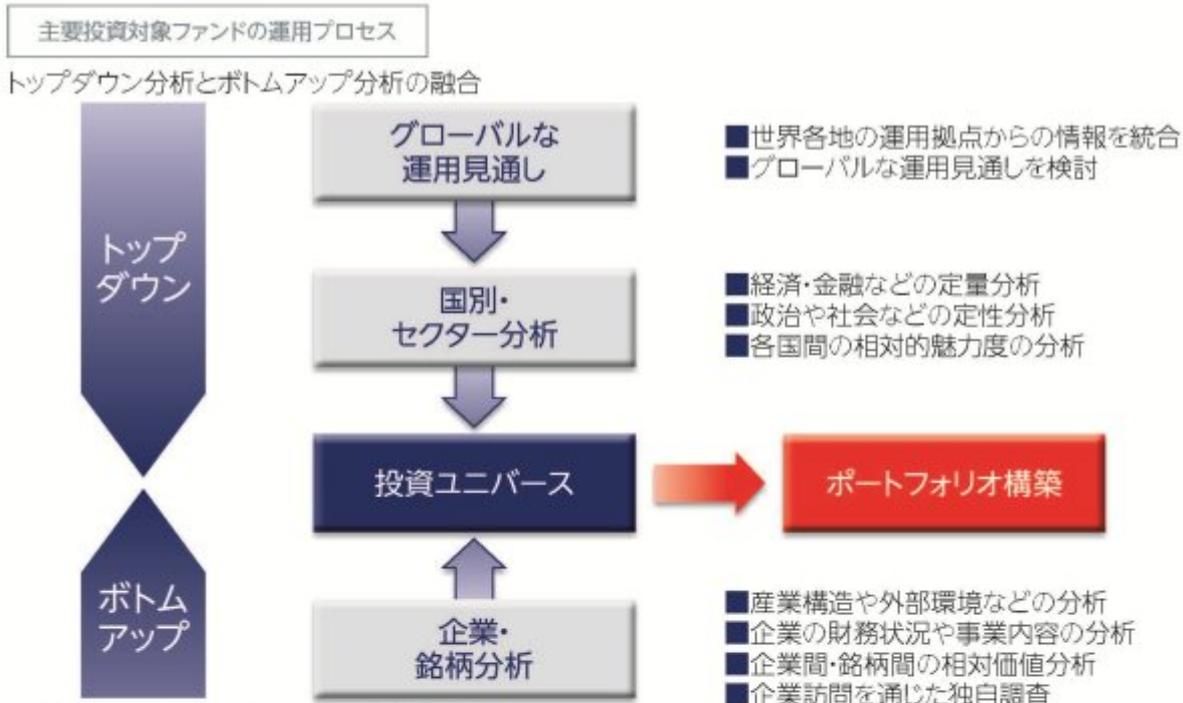 主要投資対象ファンドの運用プロセス
トップダウン分析とボトムアップ分析の融合
トップ
ダウン
グローバルな
運用見通し
■世界各地の運用拠点からの情報を統合
■グローバルな運用見通しを検討
国別・
セクター分析
■経済・金融などの定量分析
■政治や社会などの定性分析
■各国間の相対的魅力度の分析
投資ユニバース
ポートフォリオ構築
ボトム
アップ
企業・
銘柄分析
■産業構造や外部環境などの分析
■企業の財務状況や事業内容の分析
■企業間・銘柄間の相対価値分析
■企業訪問を通じた独自調査